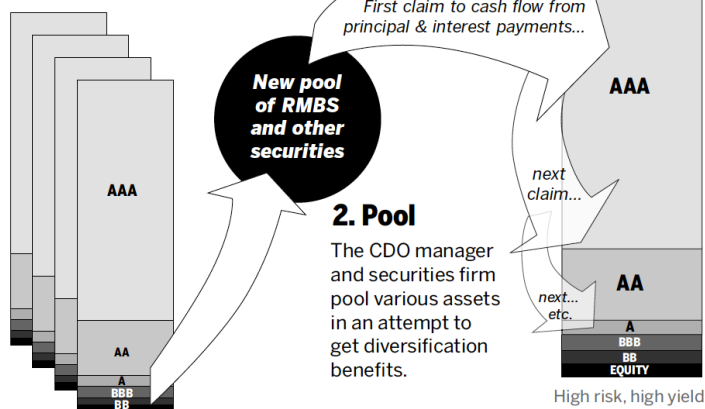 First claim to cash flow from
principal & interest payments...
New pool
of RMBS
and other
securities
AAA
AA
A
BBB
BB
2. Pool
The CDO manager
and securities firm
pool various assets
in an attempt to
get diversification
benefits.
next
claim...
next...
etc.
AAA
AA
A
BBB
BB
EQUITY
High risk, high yield